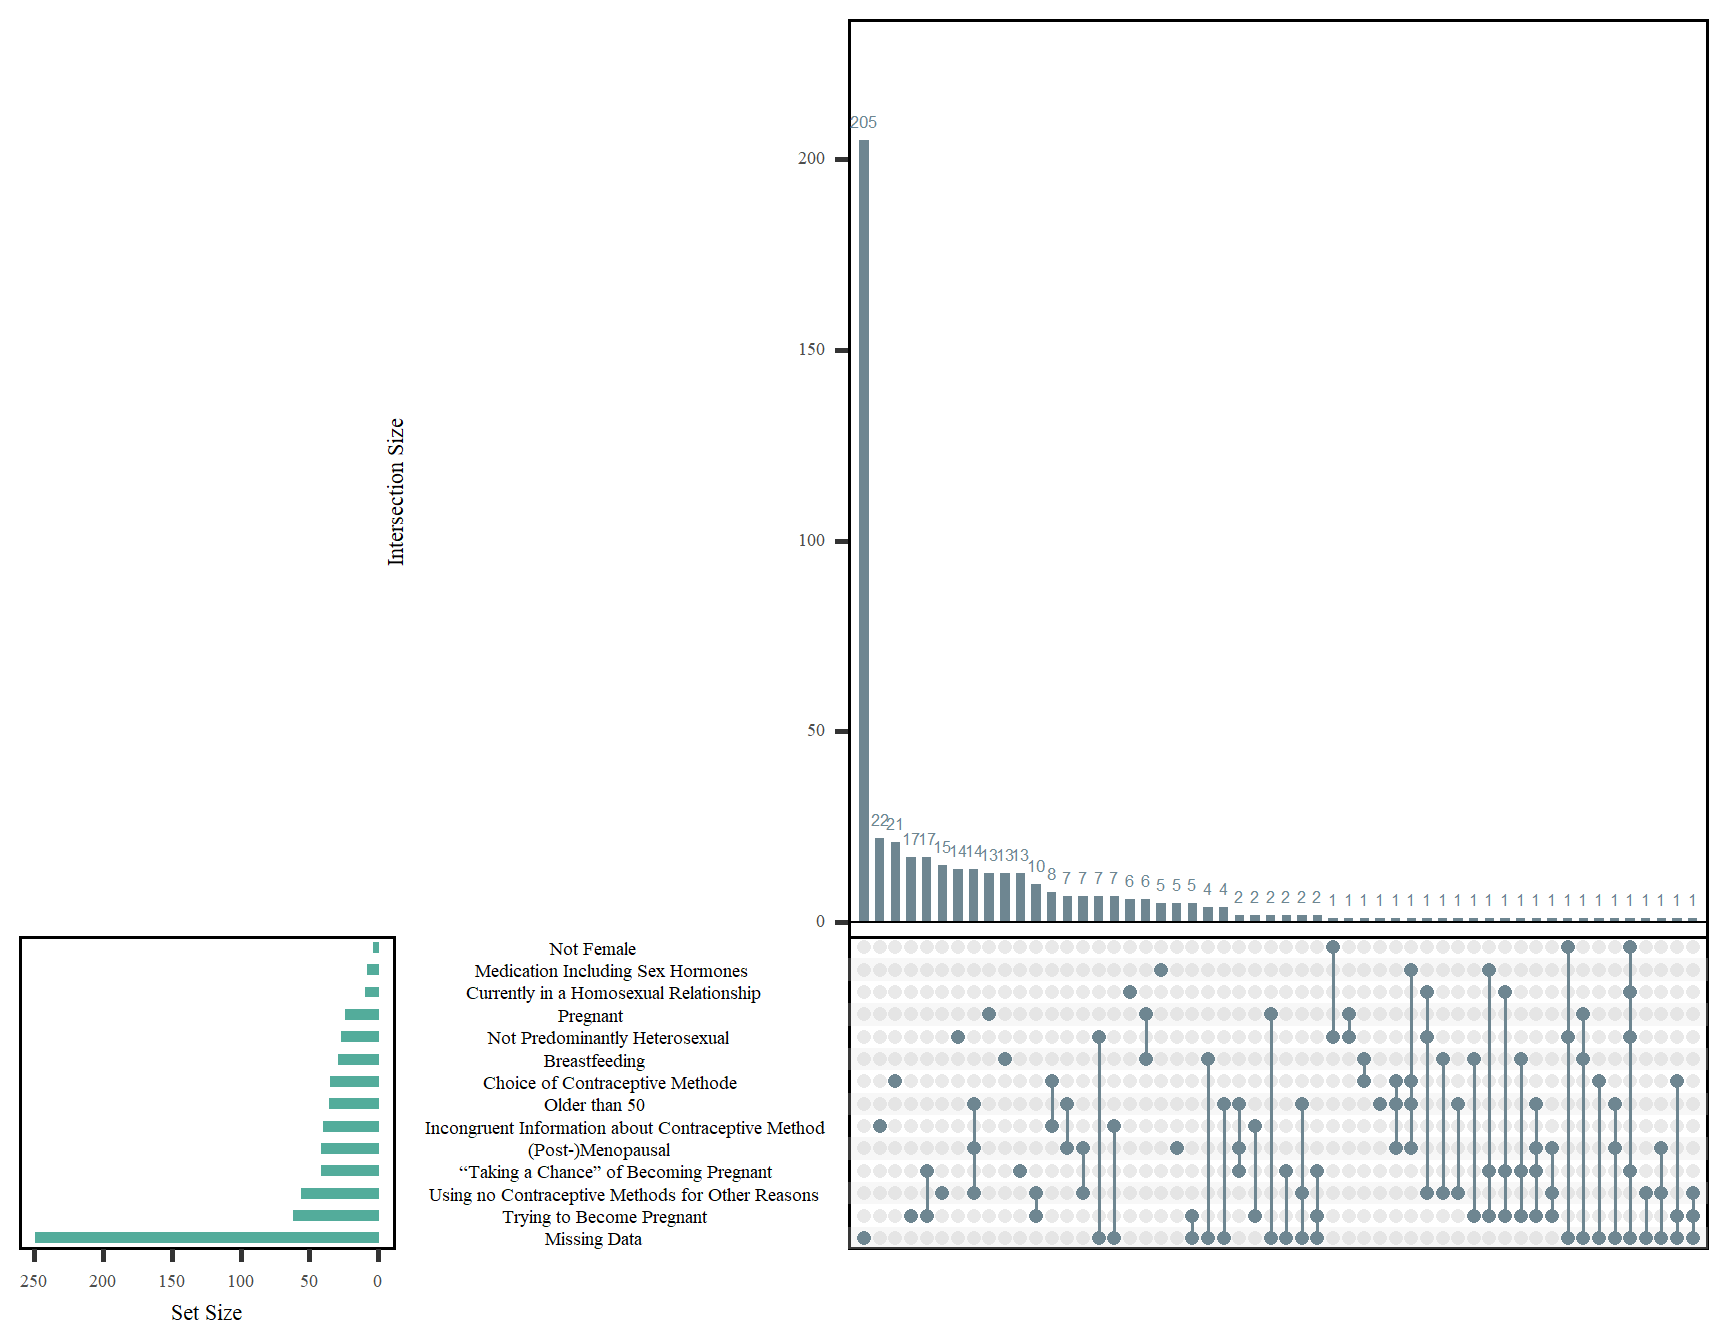 205
200
150
Intersection Size
100
50
22 21 17 17 15 14 14 13 13 13 10 8 7 7 7 7 6 6 5 5 5 4 4 2 2 2 2 2 2 1 1 1 1 1 1 1 1 1 1 1 1 1 1 1 1 1 1 1 1 1 1 1 1
0
Not Female
Medication Including Sex Hormones
Currently in a Homosexual Relationship
Pregnant
Not Predominantly Heterosexual
Breastfeeding
Choice of Contraceptive Methode
Older than 50
Incongruent Information about Contraceptive Method
(Post-)Menopausal
“Taking a Chance” of Becoming Pregnant
Using no Contraceptive Methods for Other Reasons
Trying to Become Pregnant
Missing Data
250 200 150 100 50 0
Set Size